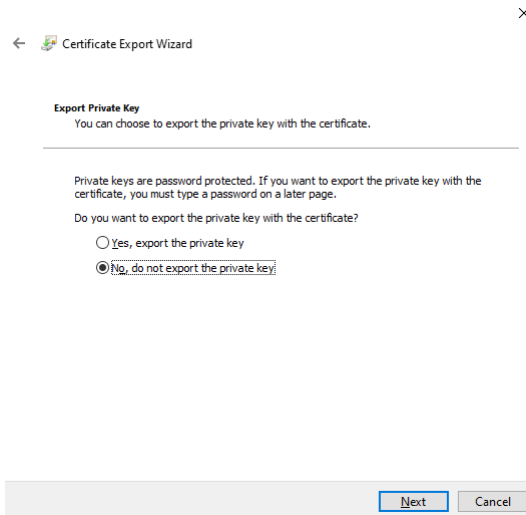 Certificate Export Wizard
Export Private Key
You can choose to export the private key with the certificate.
Private keys are password protected. If you want to export the private key with the
certificate, you must type a password on a later page.
Do you want to export the private key with the certificate?
Yes, export the private key
No, do not export the private key
Next Cancel